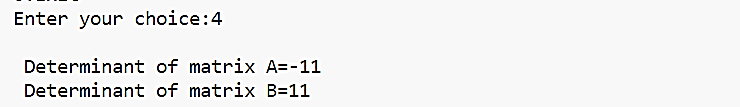 Enter your choice:4
Determinant of matrix A=-11
Determinant of matrix B=11